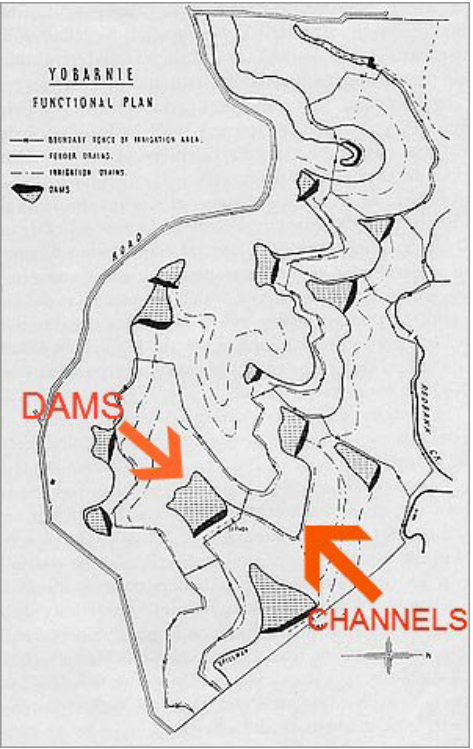 YOBARNIE
FUNCTIONAL PLAN
BOUNDARY FENCE OF IRRIGATION AREA.
FEEDER DRAINS.
IRRIGATION DRAINS.
DAMS
ROAD
DAMS
CHANNELS
SPILLWAY
N